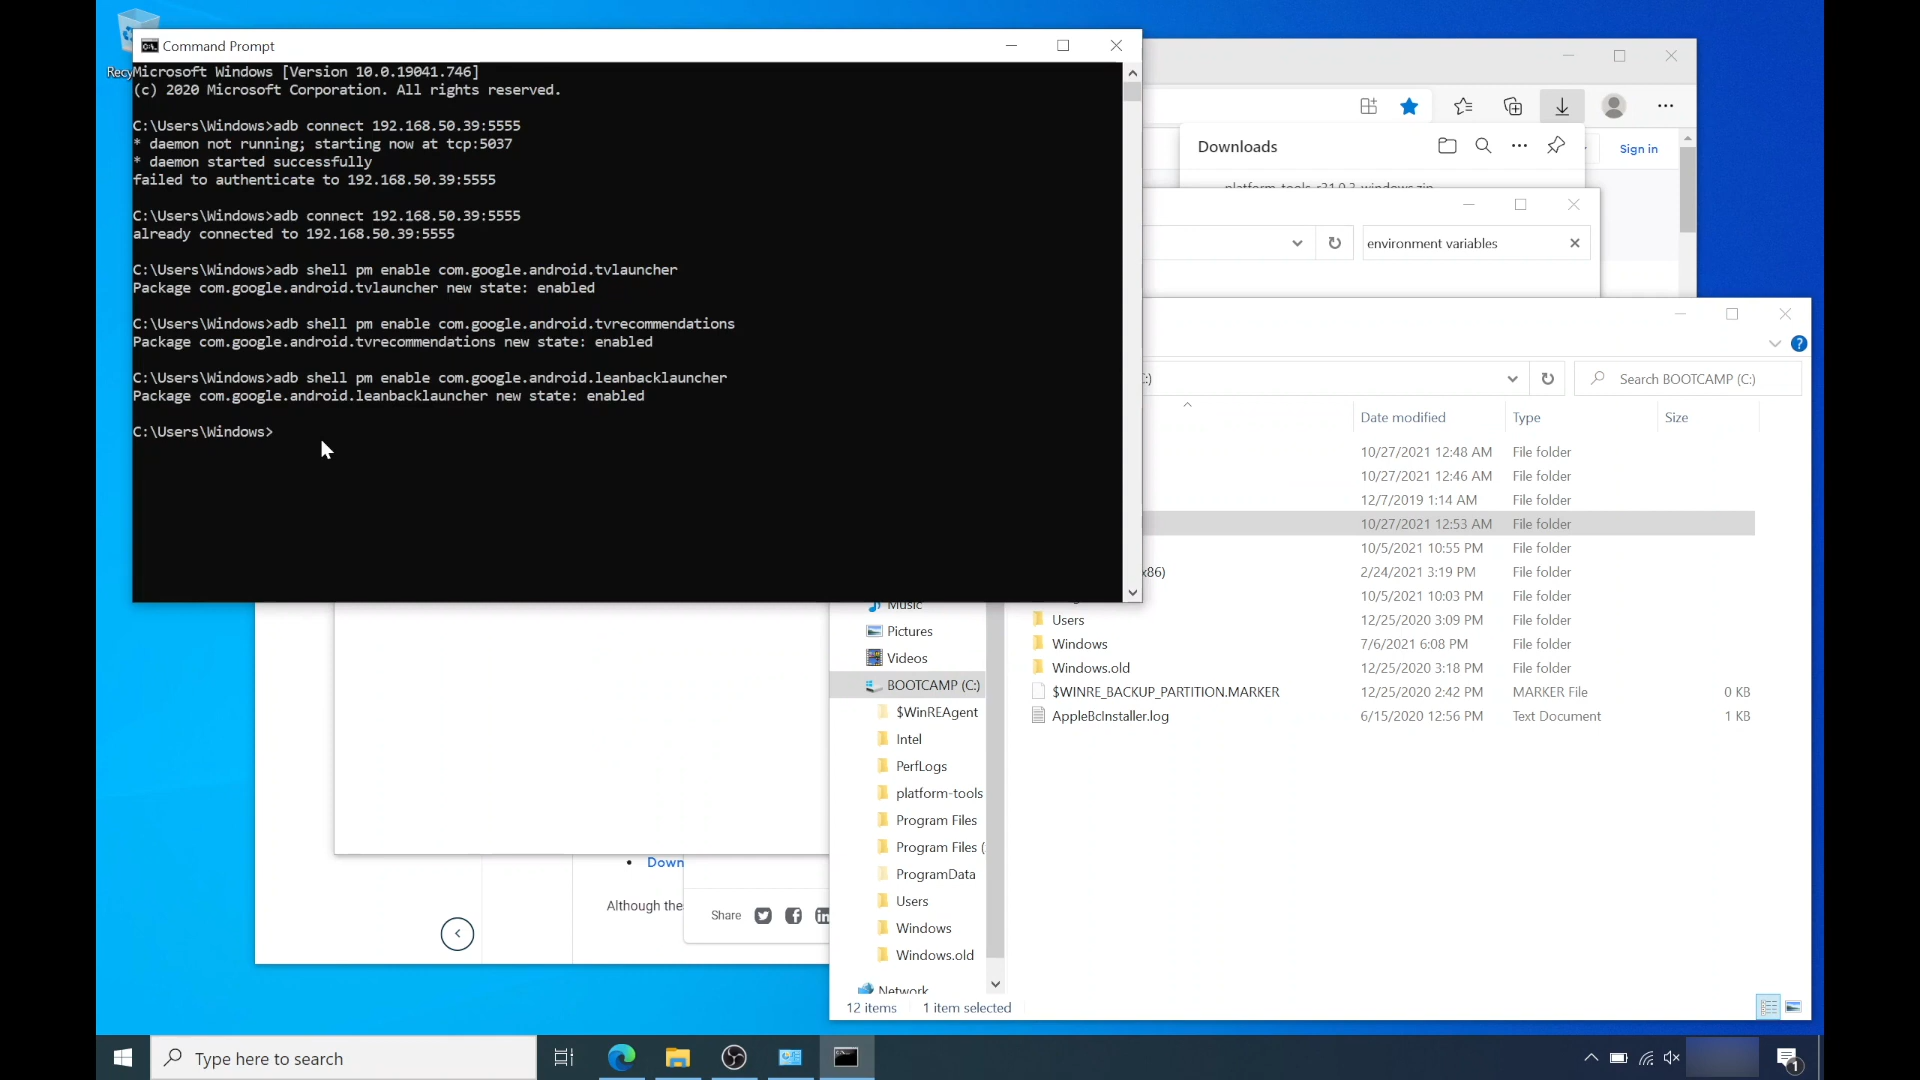 Recy
Command Prompt
Microsoft Windows [Version 10.0.19041.746]
(c) 2020 Microsoft Corporation. All rights reserved.
C:\Users\Windows>adb connect 192.168.50.39:5555
* daemon not running; starting now at tcp:5037
* daemon started successfully
failed to authenticate to 192.168.50.39:5555
C:\Users\Windows>adb connect 192.168.50.39:5555
already connected to 192.168.50.39:5555
C:\Users\Windows>adb shell pm enable com.google.android.tvlauncher
Package com.google.android.tvlauncher new state: enabled
C:\Users\Windows>adb shell pm enable com.google.android.tvrecommendations
Package com.google.android.tvrecommendations new state: enabled
C:\Users\Windows>adb shell pm enable com.google.android.leanbacklauncher
Package com.google.android.leanbacklauncher new state: enabled
C:\Users\Windows>
Downloads
Sign in
platform-tools_r31.0.3-windows.zip
environment variables
:)
Search BOOTCAMP (C:)
Date modified Type Size
10/27/2021 12:48 AM File folder
10/27/2021 12:46 AM File folder
12/7/2019 1:14 AM File folder
10/27/2021 12:53 AM File folder
10/5/2021 10:55 PM File folder
x86) 2/24/2021 3:19 PM File folder
10/5/2021 10:03 PM File folder
Users 12/25/2020 3:09 PM File folder
Windows 7/6/2021 6:08 PM File folder
Windows.old 12/25/2020 3:18 PM File folder
$WINRE_BACKUP_PARTITION.MARKER 12/25/2020 2:42 PM MARKER File 0 KB
AppleBcInstaller.log 6/15/2020 12:56 PM Text Document 1 KB
Music
Pictures
Videos
BOOTCAMP (C:)
$WinREAgent
Intel
PerfLogs
platform-tools
Program Files
Program Files (
ProgramData
Users
Windows
Windows.old
Network
12 items 1 item selected
Down
Although the
Share
Type here to search
1